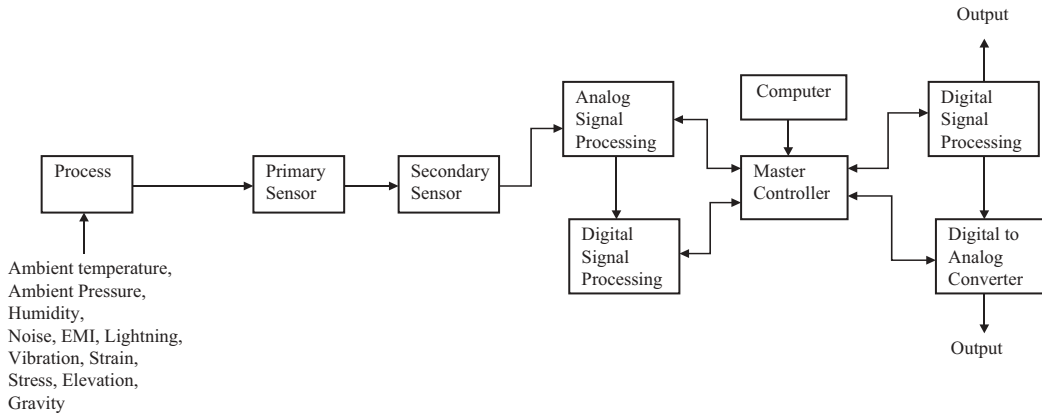 Process
Ambient temperature,
Ambient Pressure,
Humidity,
Noise, EMI, Lightning,
Vibration, Strain,
Stress, Elevation,
Gravity
Primary
Sensor
Secondary
Sensor
Analog
Signal
Processing
Digital
Signal
Processing
Computer
Master
Controller
Output
Digital
Signal
Processing
Digital to
Analog
Converter
Output